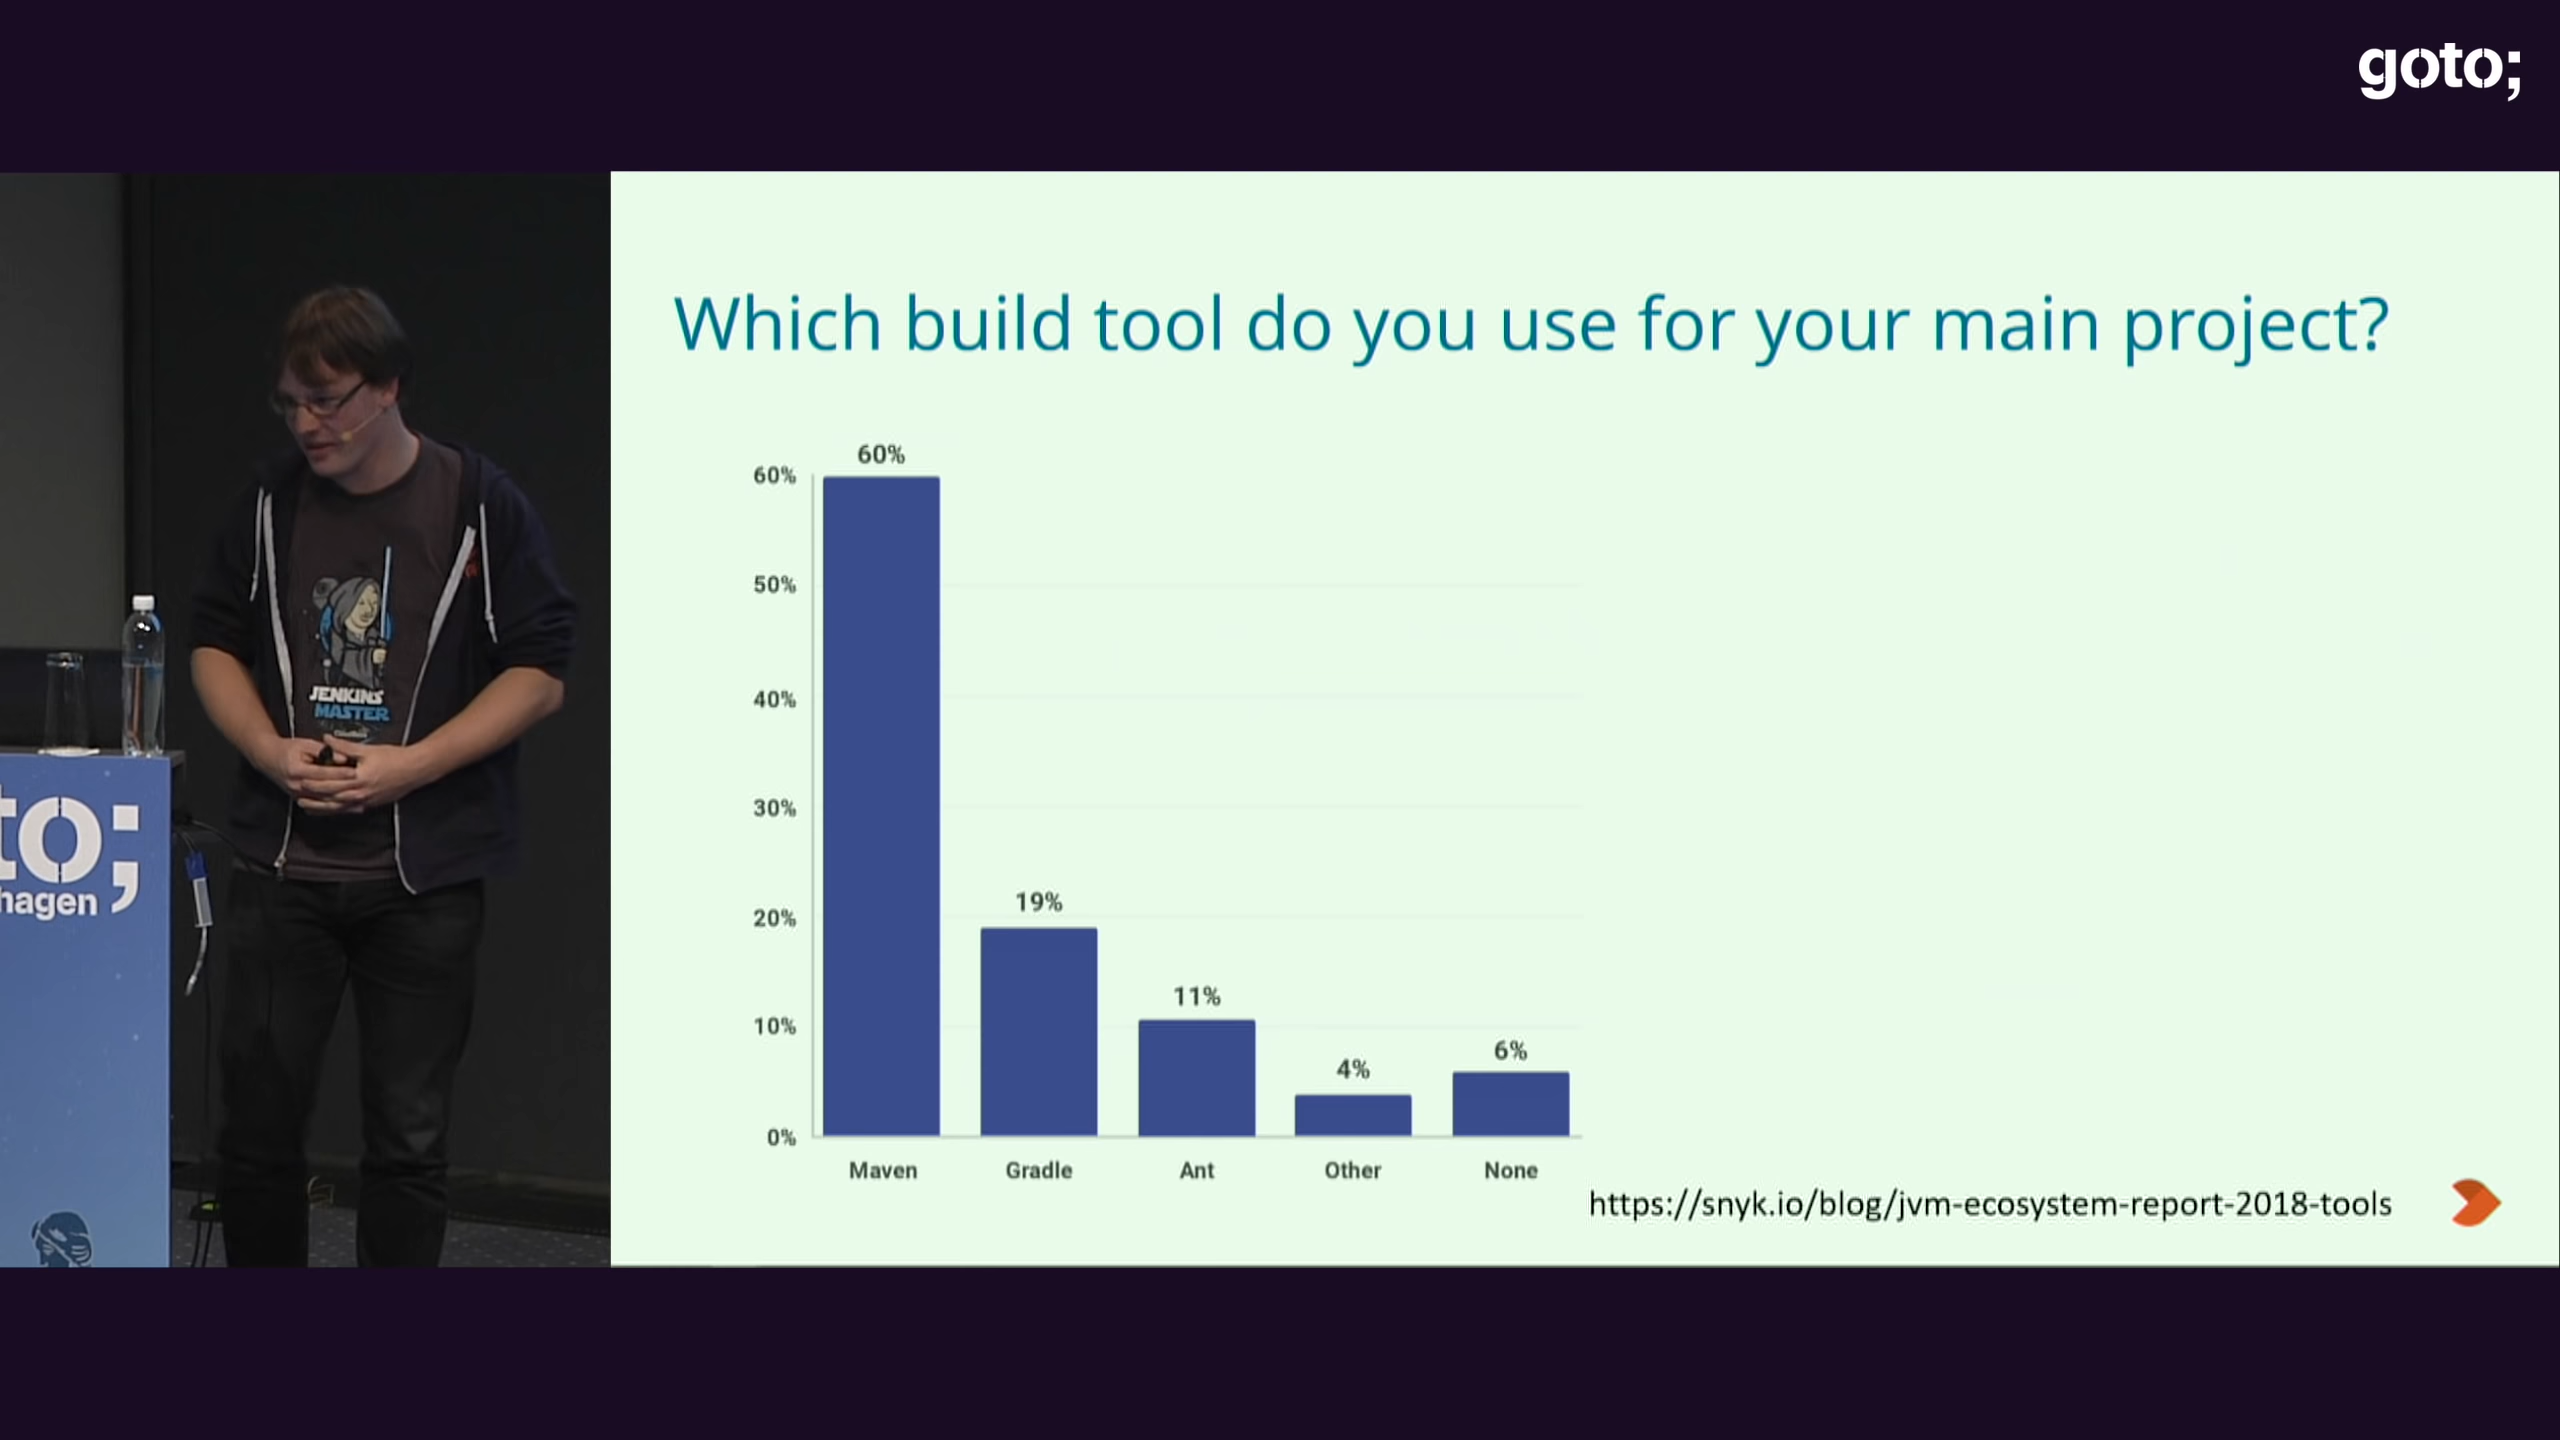 goto;
Which build tool do you use for your main project?
60%
60%
50%
40%
30%
20%
10%
0%
19%
11%
4%
6%
Maven
Gradle
Ant
Other
None
https://snyk.io/blog/jvm-ecosystem-report-2018-tools
JENKINS
MASTER
to;
hagen